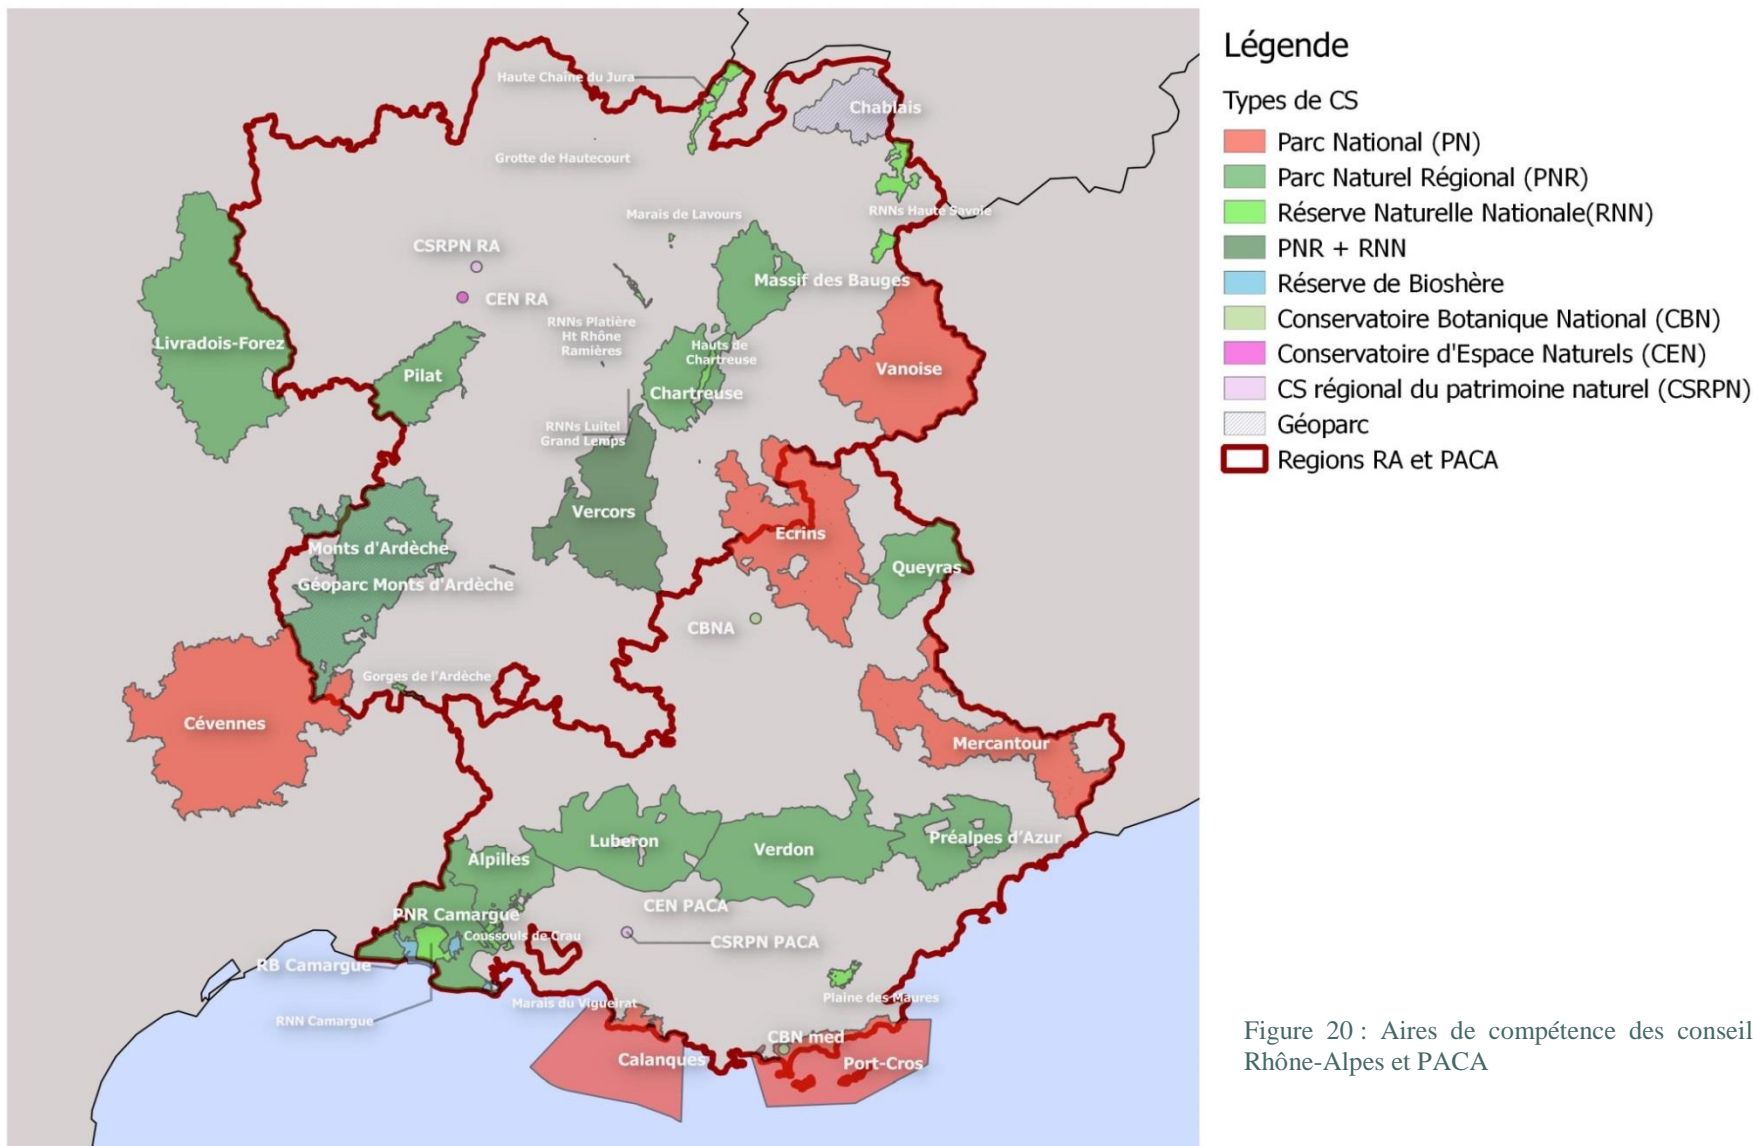 Haute Chaine du Jura
Chablais
Grotte de Hautecourt
RNNs Haute Savoie
Marais de Lavours
CSRPN RA
Massif des Bauges
CEN RA
RNNs Platière
Ht Rhône
Ramières
Livradois-Forez
Hauts de
Chartreuse
Pilat
Vanoise
Chartreuse
RNNs Luitel
Grand Lemps
Vercors
Ecrins
Monts d'Ardèche
Queyras
Géoparc Monts d'Ardèche
CBNA
Gorges de l'Ardèche
Cévennes
Mercantour
Luberon
Verdon
Préalpes d'Azur
Alpilles
CEN PACA
PNR Camargue
Coussouls de Crau
CSRPN PACA
RB Camargue
Plaine des Maures
Marais du Vigueirat
RNN Camargue
CBN med
Calanques
Port-Cros
Légende
Types de CS
Parc National (PN)
Parc Naturel Régional (PNR)
Réserve Naturelle Nationale(RNN)
PNR + RNN
Réserve de Bioshère
Conservatoire Botanique National (CBN)
Conservatoire d'Espace Naturels (CEN)
CS régional du patrimoine naturel (CSRPN)
Géoparc
Regions RA et PACA
Figure 20 : Aires de compétence des conseil
Rhône-Alpes et PACA